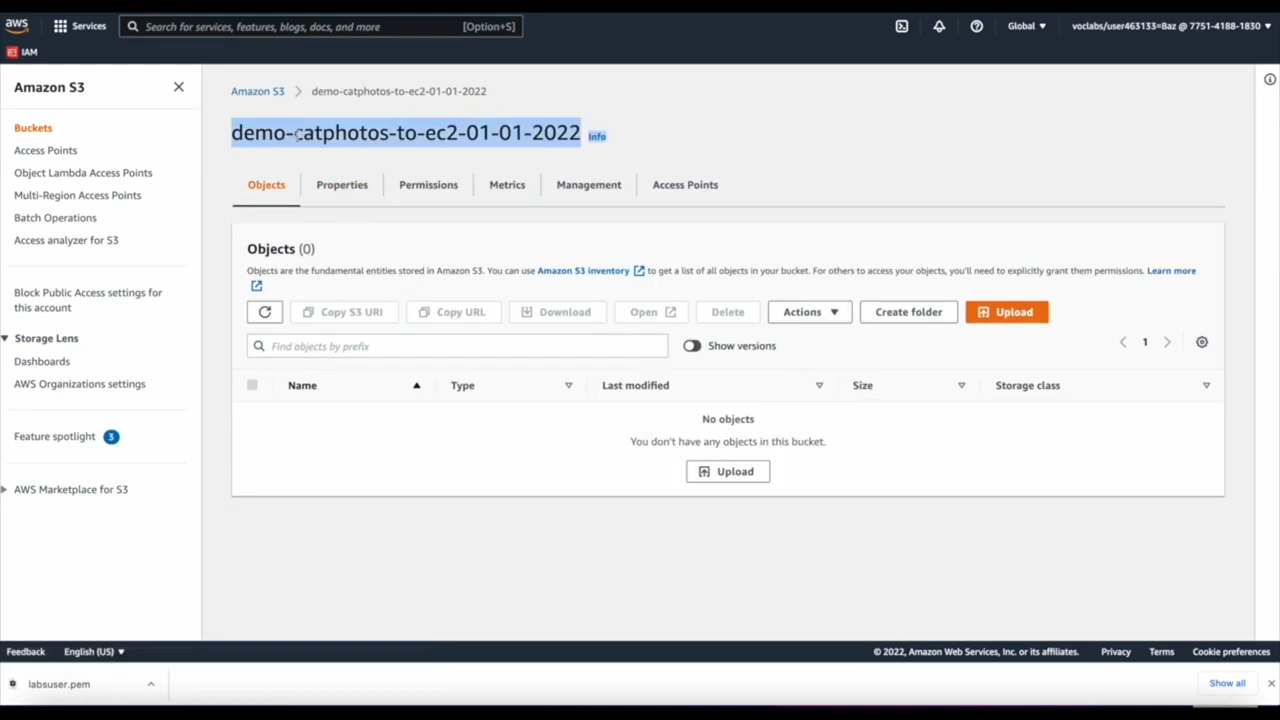 aws Services Search for services, features, blogs, docs, and more [Option+S] Global ▼ voclabs/user463133=Baz @ 7751-4188-1830 ▼
IAM
Amazon S3
Buckets
Access Points
Object Lambda Access Points
Multi-Region Access Points
Batch Operations
Access analyzer for S3
Block Public Access settings for
this account
Storage Lens
Dashboards
AWS Organizations settings
Feature spotlight 3
AWS Marketplace for S3
Amazon S3 > demo-catphotos-to-ec2-01-01-2022
demo-catphotos-to-ec2-01-01-2022 Info
Objects Properties Permissions Metrics Management Access Points
Objects (0)
Objects are the fundamental entities stored in Amazon S3. You can use Amazon S3 inventory to get a list of all objects in your bucket. For others to access your objects, you'll need to explicitly grant them permissions. Learn more
Copy S3 URI Copy URL Download Open Delete Actions ▼ Create folder Upload
Find objects by prefix Show versions 1
Name Type Last modified Size Storage class
No objects
You don't have any objects in this bucket.
Upload
Feedback English (US) ▼ © 2022, Amazon Web Services, Inc. or its affiliates. Privacy Terms Cookie preferences
labsuser.pem Show all